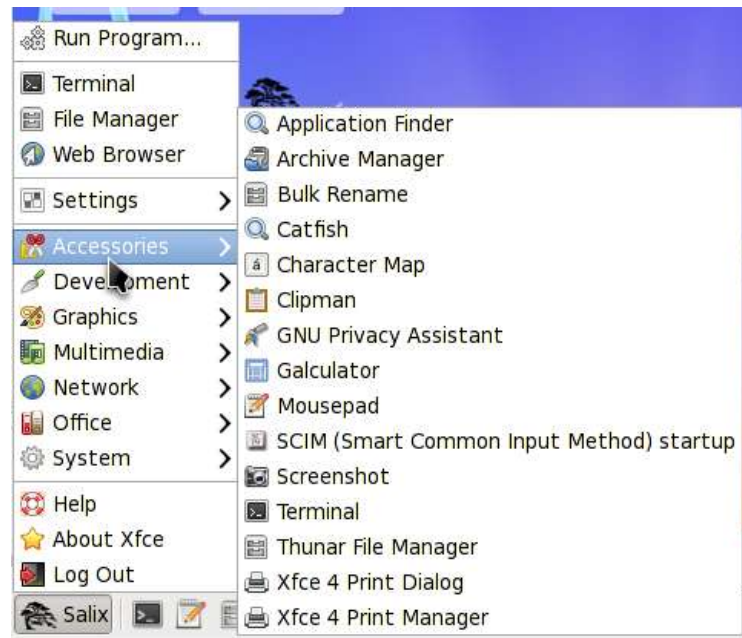 Run Program...
Terminal
File Manager
Web Browser
Settings
Accessories
Development
Graphics
Multimedia
Network
Office
System
Help
About Xfce
Log Out
Salix
Application Finder
Archive Manager
Bulk Rename
Catfish
Character Map
Clipman
GNU Privacy Assistant
Galculator
Mousepad
SCIM (Smart Common Input Method) startup
Screenshot
Terminal
Thunar File Manager
Xfce 4 Print Dialog
Xfce 4 Print Manager